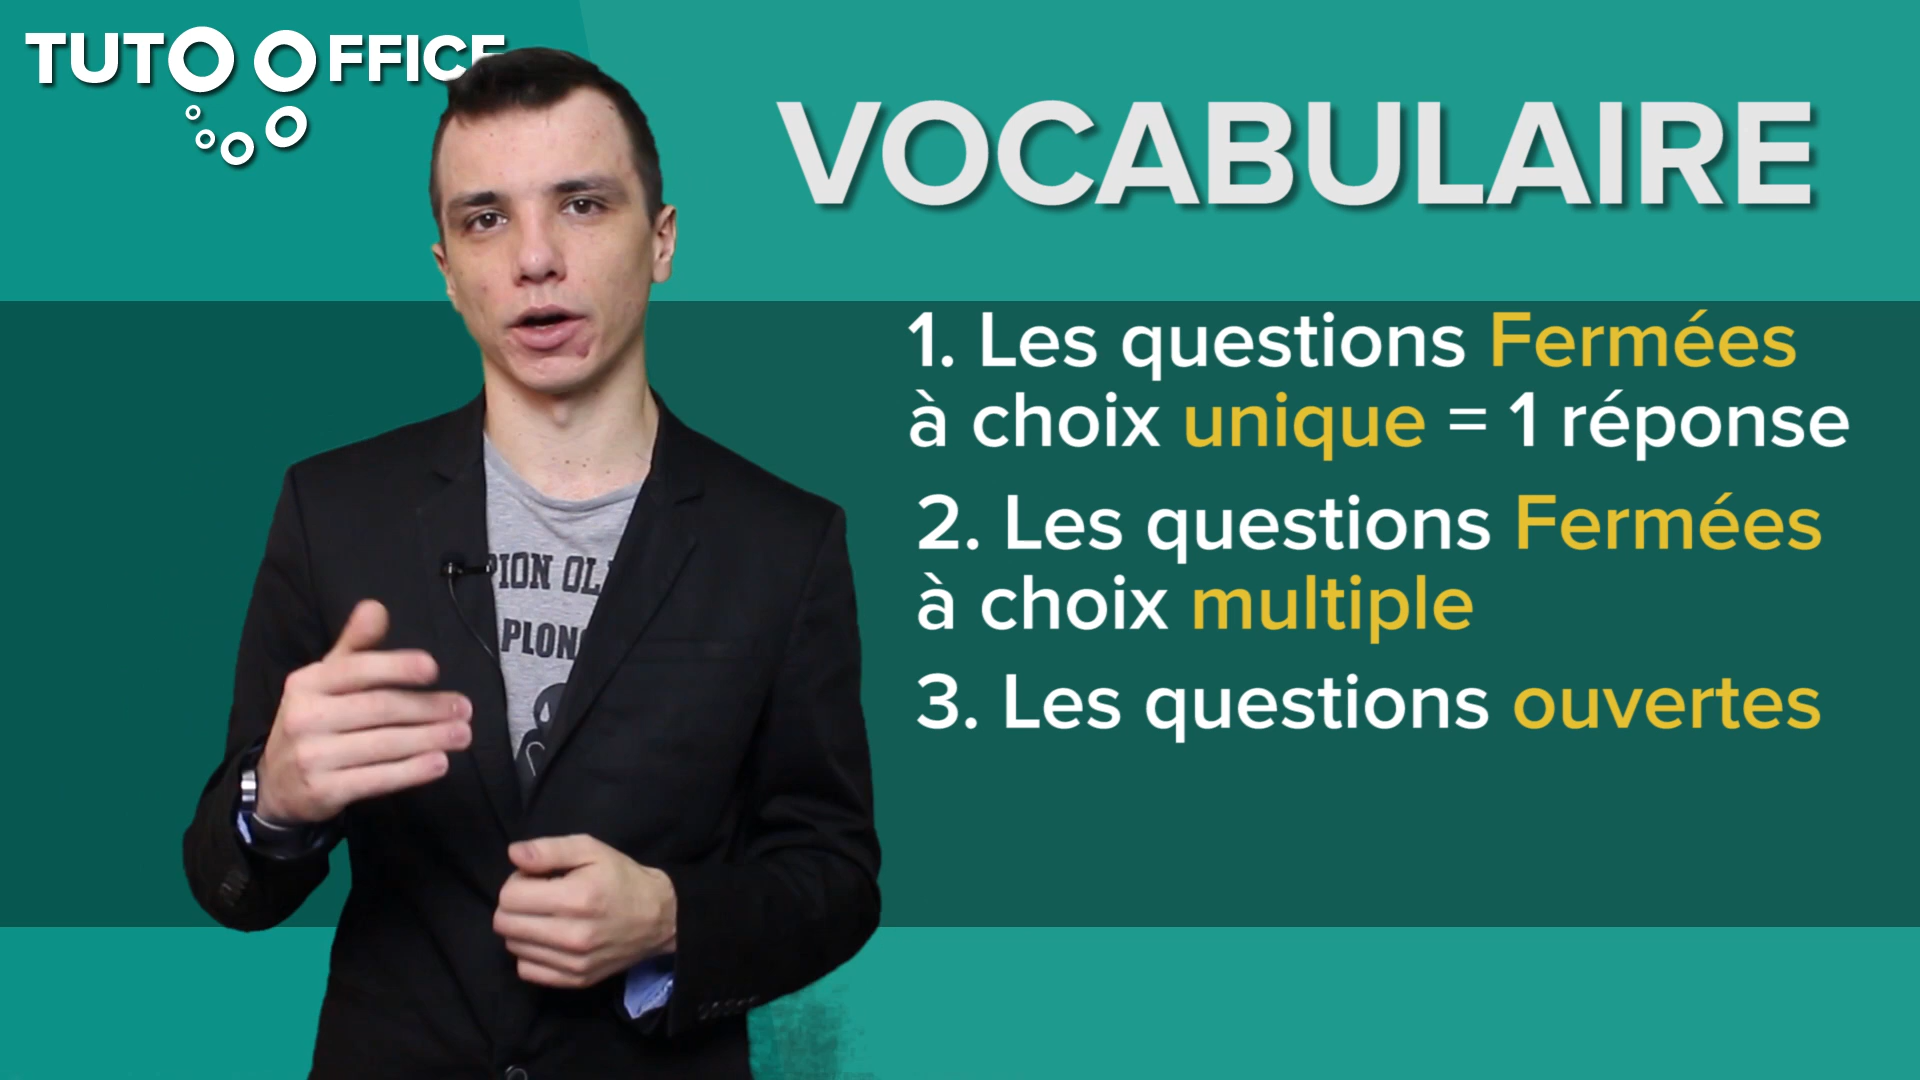 TUTO OFFICE
VOCABULAIRE
1. Les questions Fermées
à choix unique = 1 réponse
2. Les questions Fermées
à choix multiple
3. Les questions ouvertes